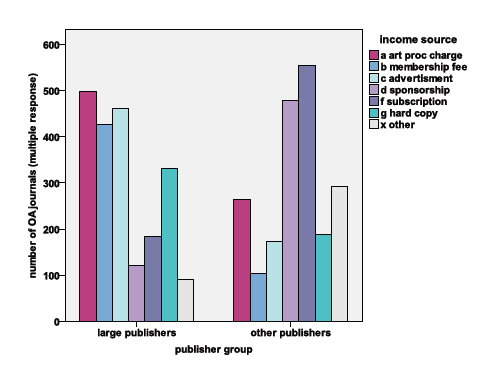 income source
a art proc charge
b membership fee
c advertisment
d sponsorship
f subscription
g hard copy
x other
number of OA journals (multiple response)
600
500
400
300
200
100
0
large publishers other publishers
publisher group